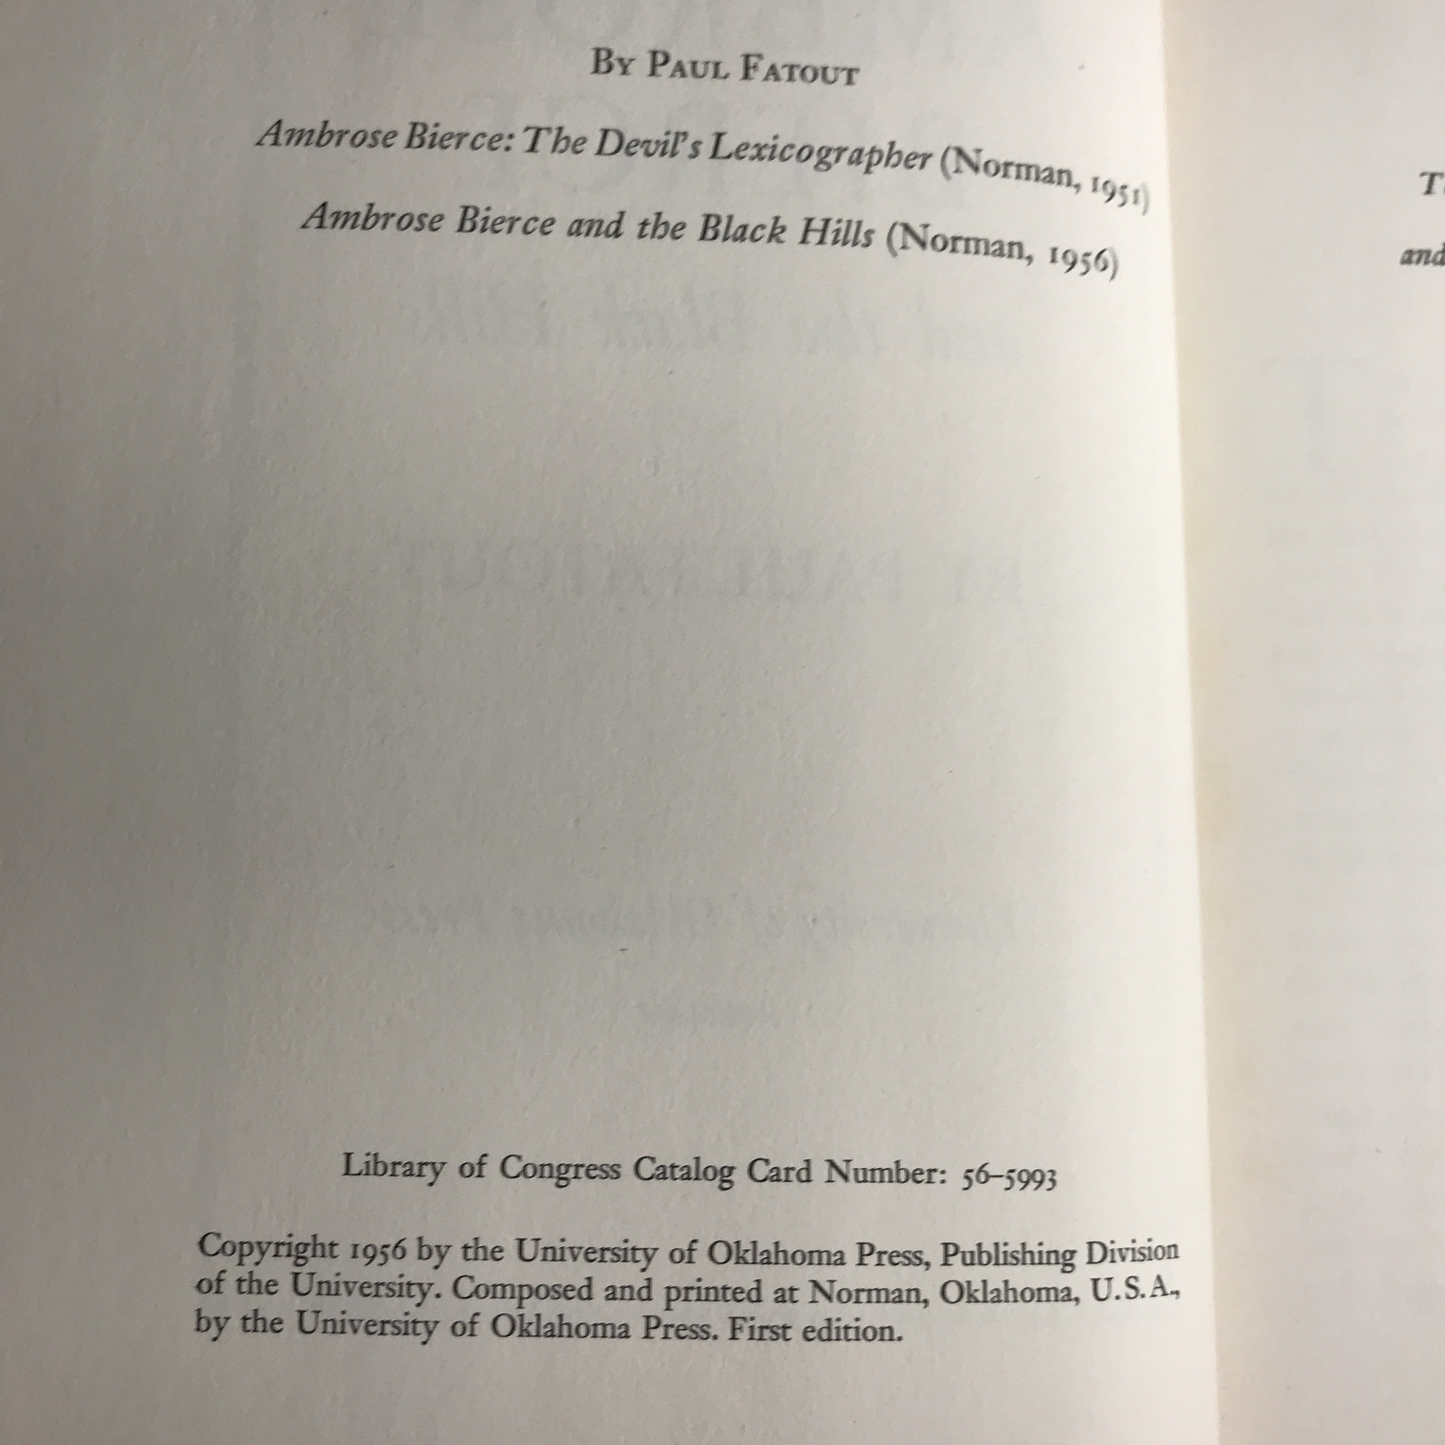 By Paul Fatout
Ambrose Bierce: The Devil's Lexicographer (Norman, 1951)
Ambrose Bierce and the Black Hills (Norman, 1956)
and
Library of Congress Catalog Card Number: 56–5993
Copyright 1956 by the University of Oklahoma Press, Publishing Division
of the University. Composed and printed at Norman, Oklahoma, U.S.A.,
by the University of Oklahoma Press. First edition.